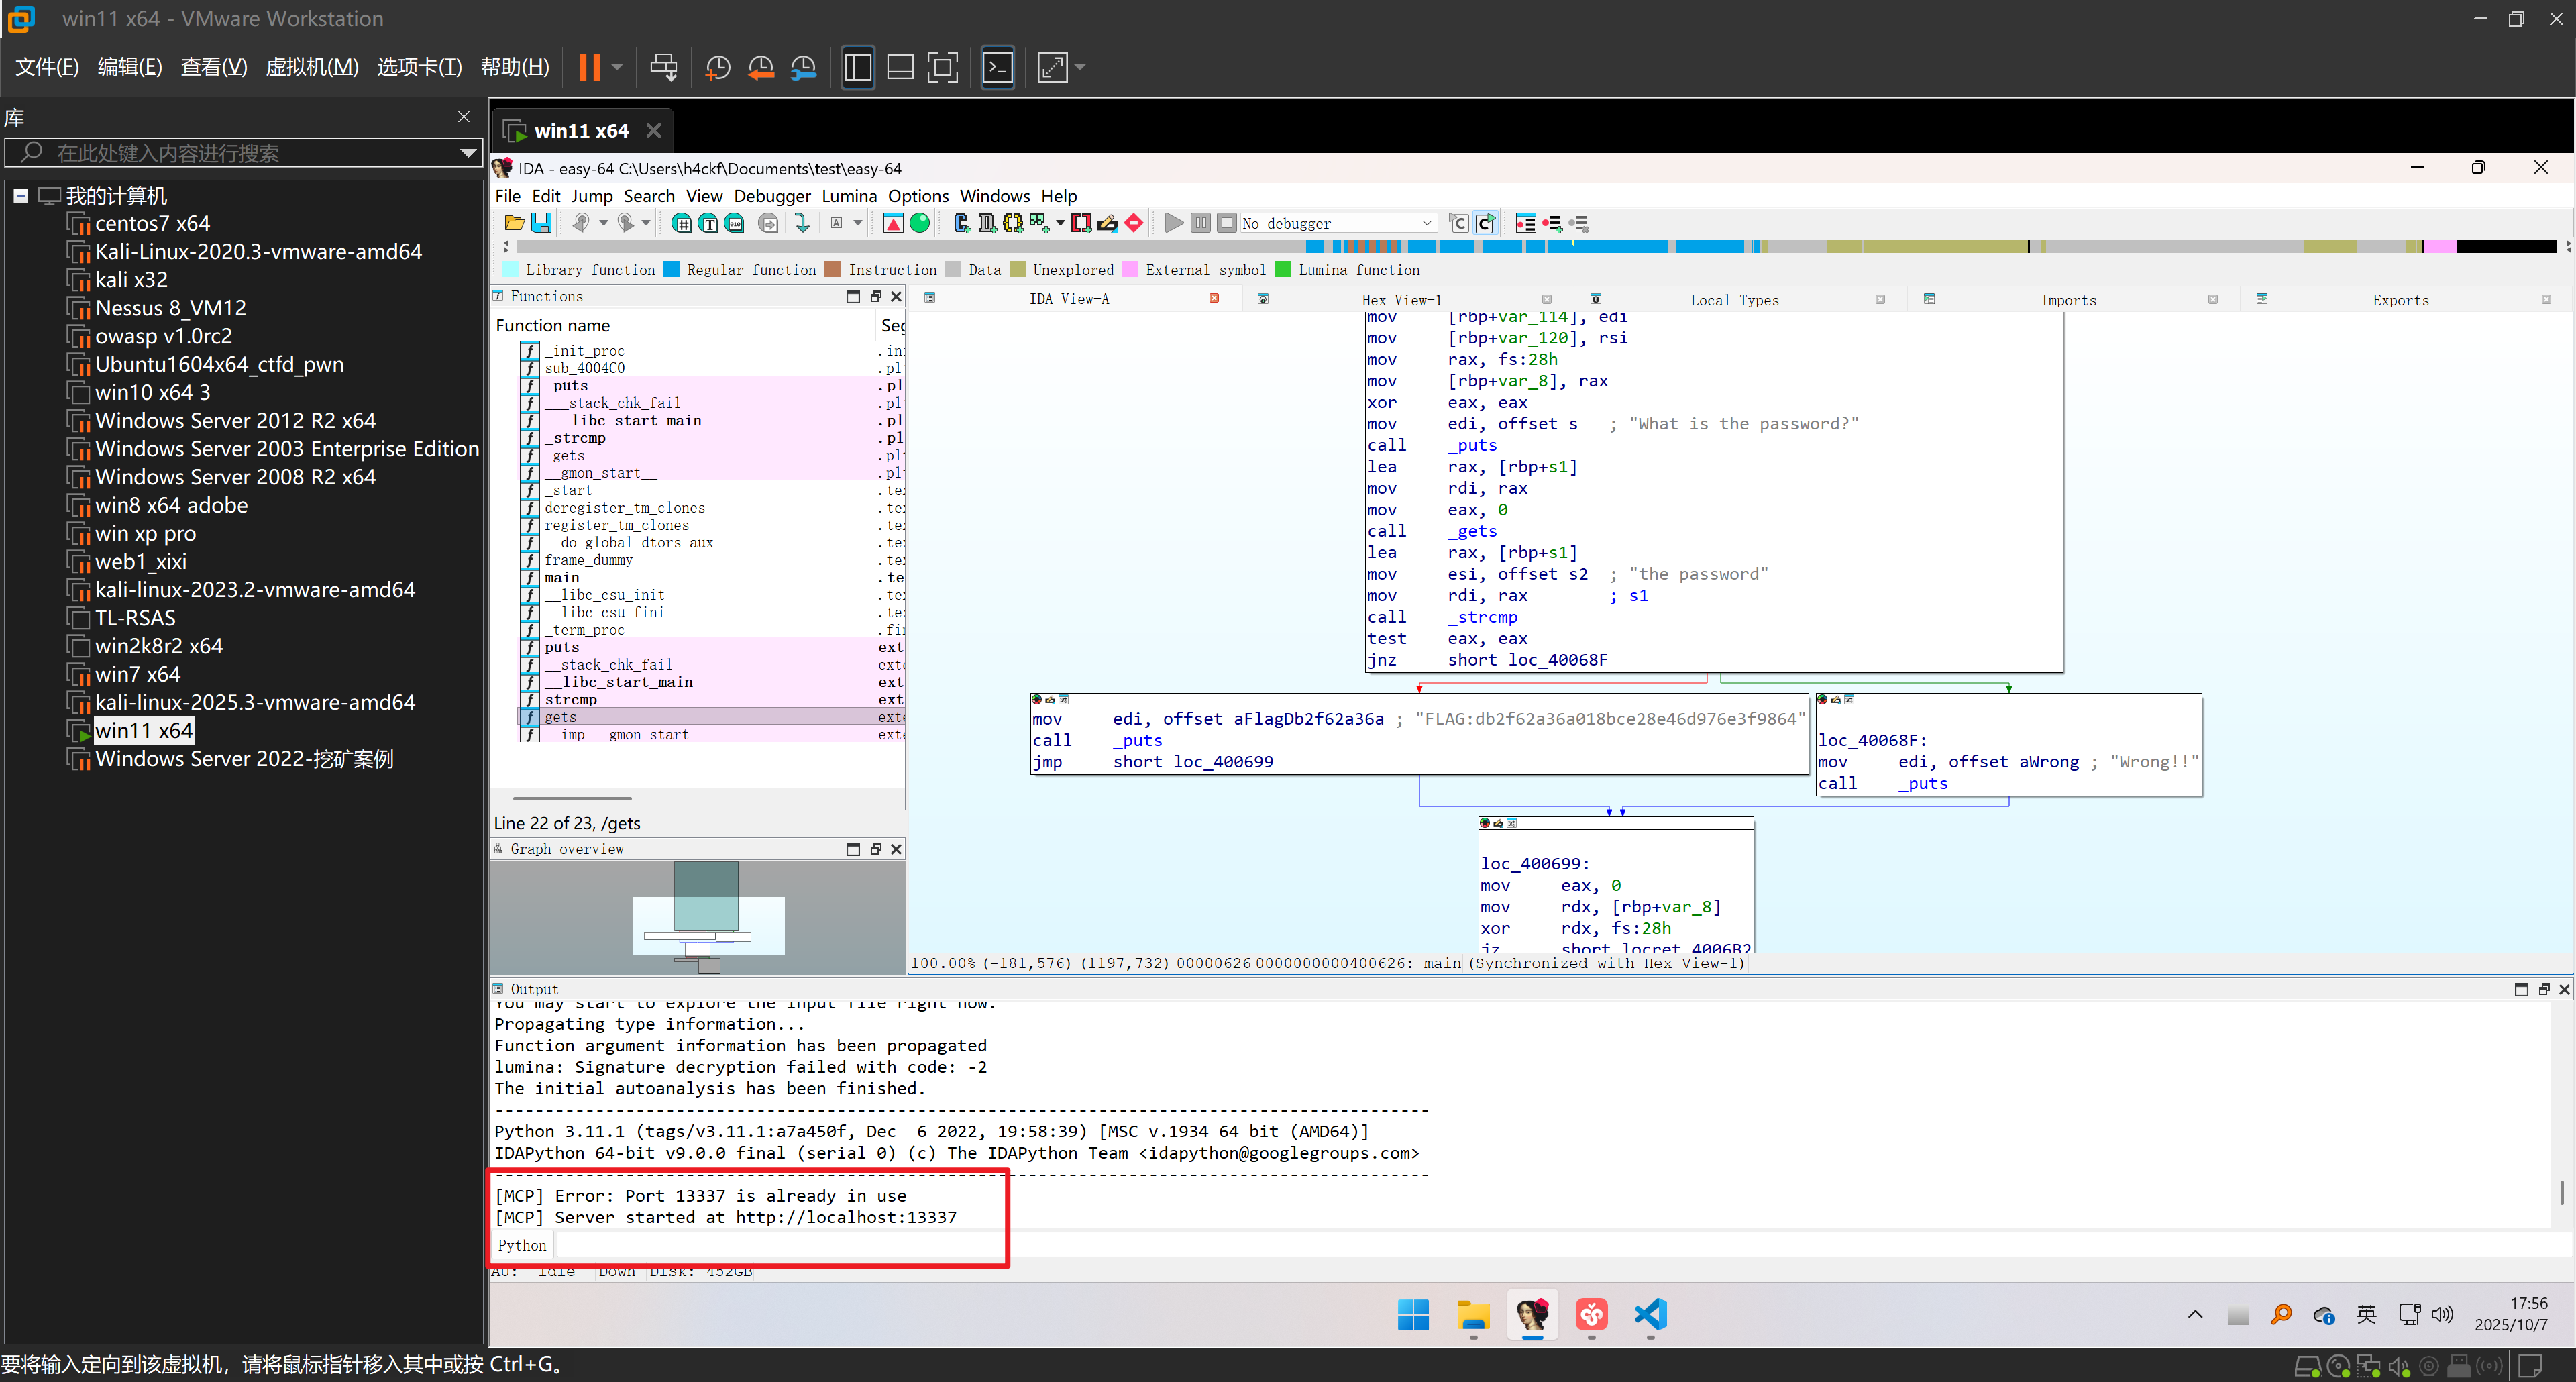 win11 x64 - VMware Workstation
文件(F) 编辑(E) 查看(V) 虚拟机(M) 选项卡(T) 帮助(H)
库
在此处键入内容进行搜索
我的计算机
centos7 x64
Kali-Linux-2020.3-vmware-amd64
kali x32
Nessus 8_VM12
owasp v1.0rc2
Ubuntu1604x64_ctfd_pwn
win10 x64 3
Windows Server 2012 R2 x64
Windows Server 2003 Enterprise Edition
Windows Server 2008 R2 x64
win8 x64 adobe
win xp pro
web1_xixi
kali-linux-2023.2-vmware-amd64
TL-RSAS
win2k8r2 x64
win7 x64
kali-linux-2025.3-vmware-amd64
win11 x64
Windows Server 2022-挖矿案例
win11 x64
IDA - easy-64 C:\Users\h4ckf\Documents\test\easy-64
File Edit Jump Search View Debugger Lumina Options Windows Help
No debugger
Library function Regular function Instruction Data Unexplored External symbol Lumina function
Functions
Function name Seg
_init_proc .in
sub_4004C0 .pl
_puts .pl
___stack_chk_fail .pl
___libc_start_main .pl
_strcmp .pl
_gets .pl
__gmon_start__ .pl
_start .te
deregister_tm_clones .te
register_tm_clones .te
__do_global_dtors_aux .te
frame_dummy .te
main .te
__libc_csu_init .te
__libc_csu_fini .te
_term_proc .fi
puts ext
__stack_chk_fail ext
__libc_start_main ext
strcmp ext
gets ext
__imp___gmon_start__ ext
Line 22 of 23, /gets
Graph overview
IDA View-A Hex View-1 Local Types Imports Exports
mov [rbp+var_114], edi
mov [rbp+var_120], rsi
mov rax, fs:28h
mov [rbp+var_8], rax
xor eax, eax
mov edi, offset s ; "What is the password?"
call _puts
lea rax, [rbp+s1]
mov rdi, rax
mov eax, 0
call _gets
lea rax, [rbp+s1]
mov esi, offset s2 ; "the password"
mov rdi, rax ; s1
call _strcmp
test eax, eax
jnz short loc_40068F
mov edi, offset aFlagDb2f62a36a ; "FLAG:db2f62a36a018bce28e46d976e3f9864"
call _puts
jmp short loc_400699
loc_40068F:
mov edi, offset aWrong ; "Wrong!!"
call _puts
loc_400699:
mov eax, 0
mov rdx, [rbp+var_8]
xor rdx, fs:28h
jz short locret_4006B2
100.00% (-181,576) (1197,732) 00000626 0000000000400626: main (Synchronized with Hex View-1)
Output
You may start to explore the input file right now.
Propagating type information...
Function argument information has been propagated
lumina: Signature decryption failed with code: -2
The initial autoanalysis has been finished.
---------------------------------------------------------------------------------------------
Python 3.11.1 (tags/v3.11.1:a7a450f, Dec  6 2022, 19:58:39) [MSC v.1934 64 bit (AMD64)]
IDAPython 64-bit v9.0.0 final (serial 0) (c) The IDAPython Team <idapython@googlegroups.com>
---------------------------------------------------------------------------------------------
[MCP] Error: Port 13337 is already in use
[MCP] Server started at http://localhost:13337
Python
AU: idle Down Disk: 452GB
英
17:56
2025/10/7
要将输入定向到该虚拟机，请将鼠标指针移入其中或按 Ctrl+G。